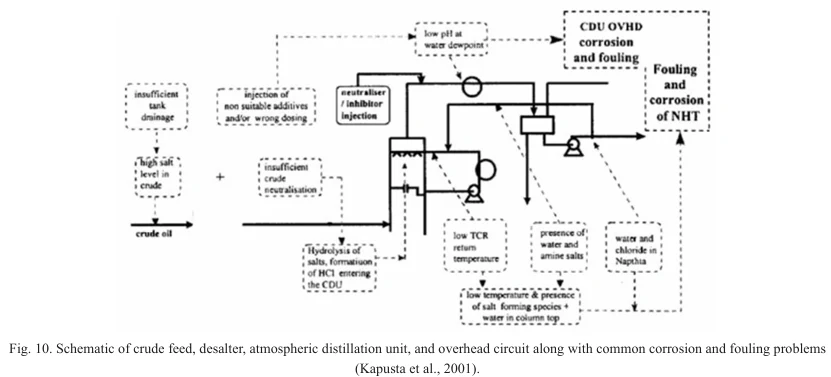 low pH at
water dewpoint
CDU OVHD
corrosion
and fouling
Fouling
and
corrosion
of NHT
insufficient
tank
drainage
injection of
non suitable additives
and/or wrong dosing
neutraliser
/ inhibitor
injection
high salt
level in
crude
+
insufficient
crude
neutralisation
crude oil
Hydrolysis of
salts, formatiuon
of HCl entering
the CDU
low TCR
return
temperature
presence of
water and
amine salts
water and
chloride in
Napthta
low temperature & presence
of salt forming species +
water in column top
Fig. 10. Schematic of crude feed, desalter, atmospheric distillation unit, and overhead circuit along with common corrosion and fouling problems
(Kapusta et al., 2001).